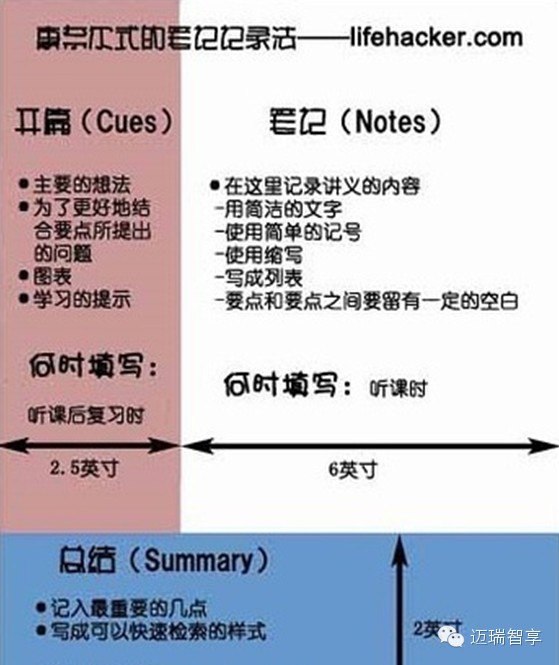 式的笔记记录法——lifehacker.com
开篇（Cues）
●主要的想法
●为了更好地结
合要点所提出
的问题
●图表
●学习的提示
何时填写：
听课后复习时
2.5英寸
笔记（Notes）
●在这里记录讲义的内容
-用简洁的文字
-使用简单的记号
-使用缩写
-写成列表
-要点和要点之间要留有一定的空白
何时填写：听课时
6英寸
总结（Summary）
●记入最重要的几点
●写成可以快速检索的样式
2英寸
迈瑞智享